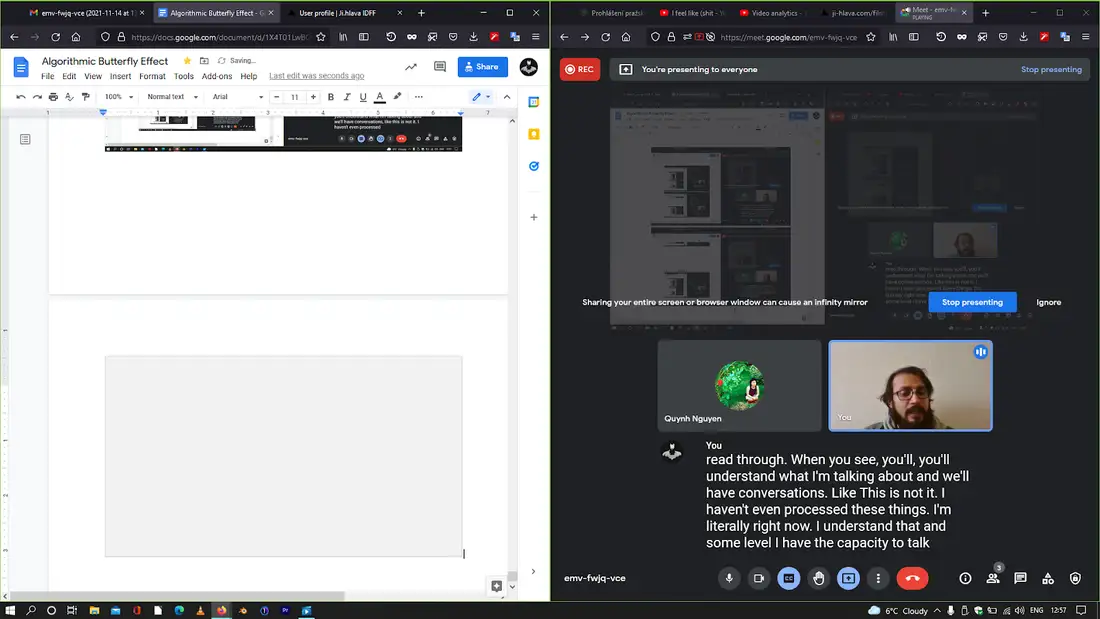 emv-fwjq-vce (2021-11-14 at 1
Algorithmic Butterfly Effect - G
User profile | Ji.hlava IDFF
https://docs.google.com/document/d/1X4T01LwB
Algorithmic Butterfly Effect
Saving...
File Edit View Insert Format Tools Add-ons Help Last edit was seconds ago
Share
100% Normal text Arial 11 B I U A
Prohlášení pražsk
I feel like (shit - Y
Video analytics -
ji-hlava.com/Film
Meet - emv-f
PLAYING
https://meet.google.com/emv-fwjq-vce
REC
You're presenting to everyone
Stop presenting
Sharing your entire screen or browser window can cause an infinity mirror
Stop presenting
Ignore
Quynh Nguyen
You
You
read through. When you see, you'll, you'll
understand what I'm talking about and we'll
have conversations. Like This is not it. I
haven't even processed these things. I'm
literally right now. I understand that and
some level I have the capacity to talk
emv-fwjq-vce
CC
3
6°C Cloudy
ENG
12:57